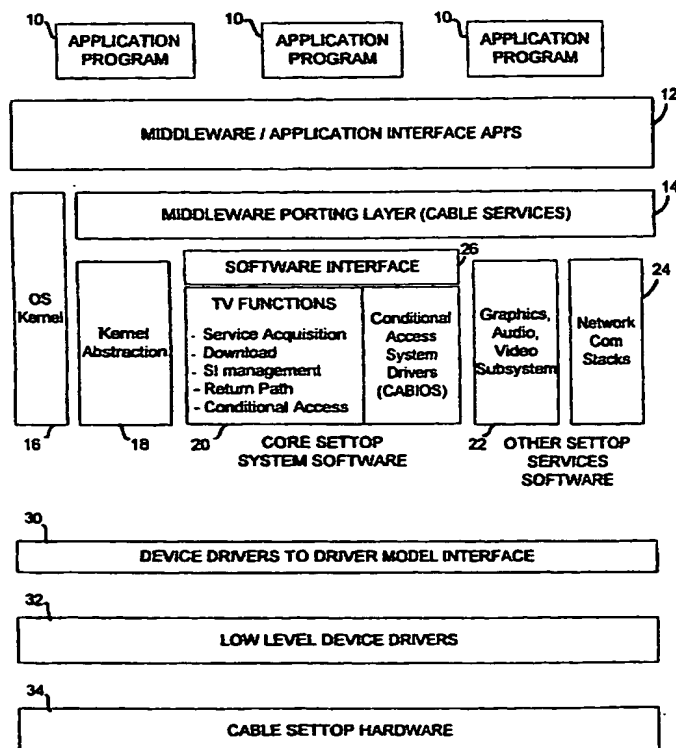 10 10 10
APPLICATION PROGRAM
APPLICATION PROGRAM
APPLICATION PROGRAM
12
MIDDLEWARE / APPLICATION INTERFACE API'S
14
MIDDLEWARE PORTING LAYER (CABLE SERVICES)
26
SOFTWARE INTERFACE
24
OS
Kernel
Kernel
Abstraction
TV FUNCTIONS
- Service Acquisition
- Download
- SI management
- Return Path
- Conditional Access
Conditional
Access
System
Drivers
(CABIOS)
Graphics,
Audio,
Video
Subsystem
Network
Com
Stacks
16
18
20
CORE SETTOP
SYSTEM SOFTWARE
22
OTHER SETTOP
SERVICES
SOFTWARE
30
DEVICE DRIVERS TO DRIVER MODEL INTERFACE
32
LOW LEVEL DEVICE DRIVERS
34
CABLE SETTOP HARDWARE